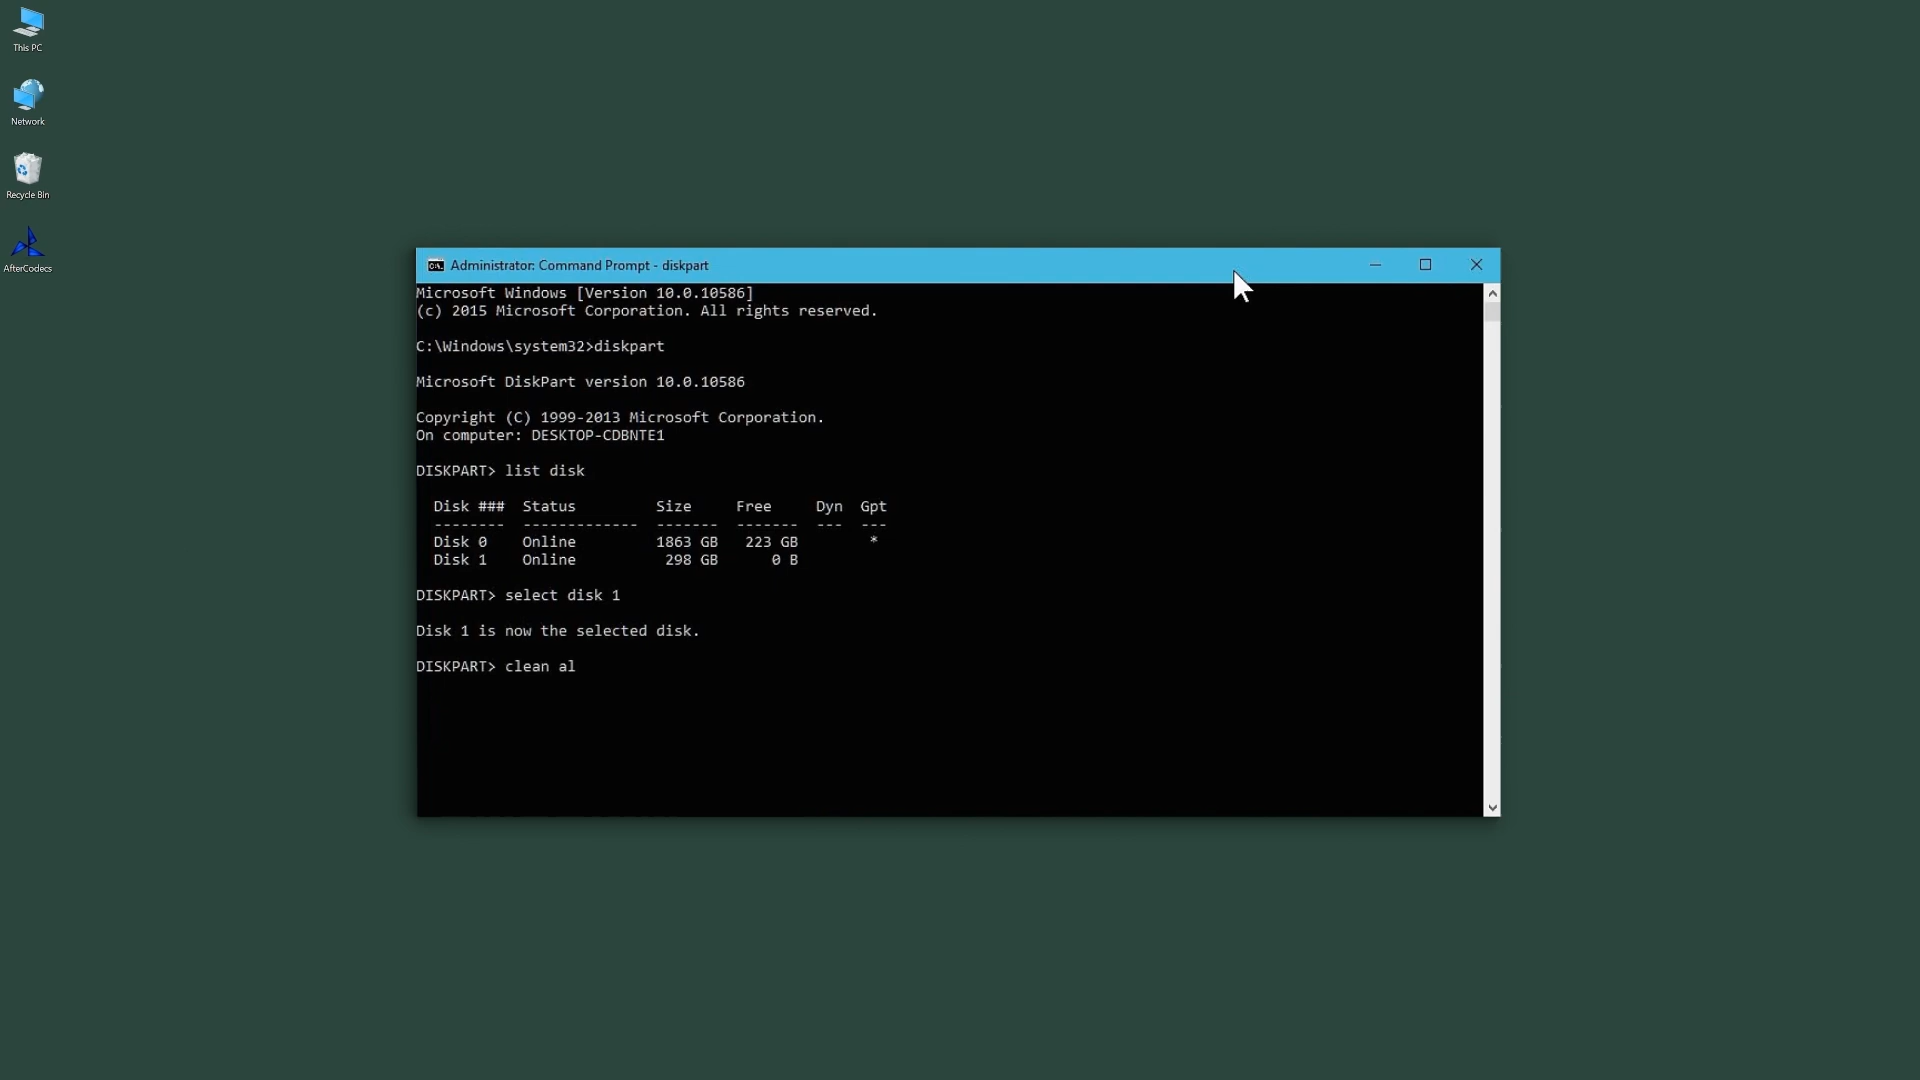 This PC
Network
Recycle Bin
AfterCodecs
Administrator: Command Prompt - diskpart
Microsoft Windows [Version 10.0.10586]
(c) 2015 Microsoft Corporation. All rights reserved.
C:\Windows\system32>diskpart
Microsoft DiskPart version 10.0.10586
Copyright (C) 1999-2013 Microsoft Corporation.
On computer: DESKTOP-CDBNTE1
DISKPART> list disk
Disk ###  Status         Size     Free     Dyn  Gpt
--------  -------------  -------  -------  ---  ---
Disk 0    Online         1863 GB   223 GB        *
Disk 1    Online          298 GB      0 B
DISKPART> select disk 1
Disk 1 is now the selected disk.
DISKPART> clean al